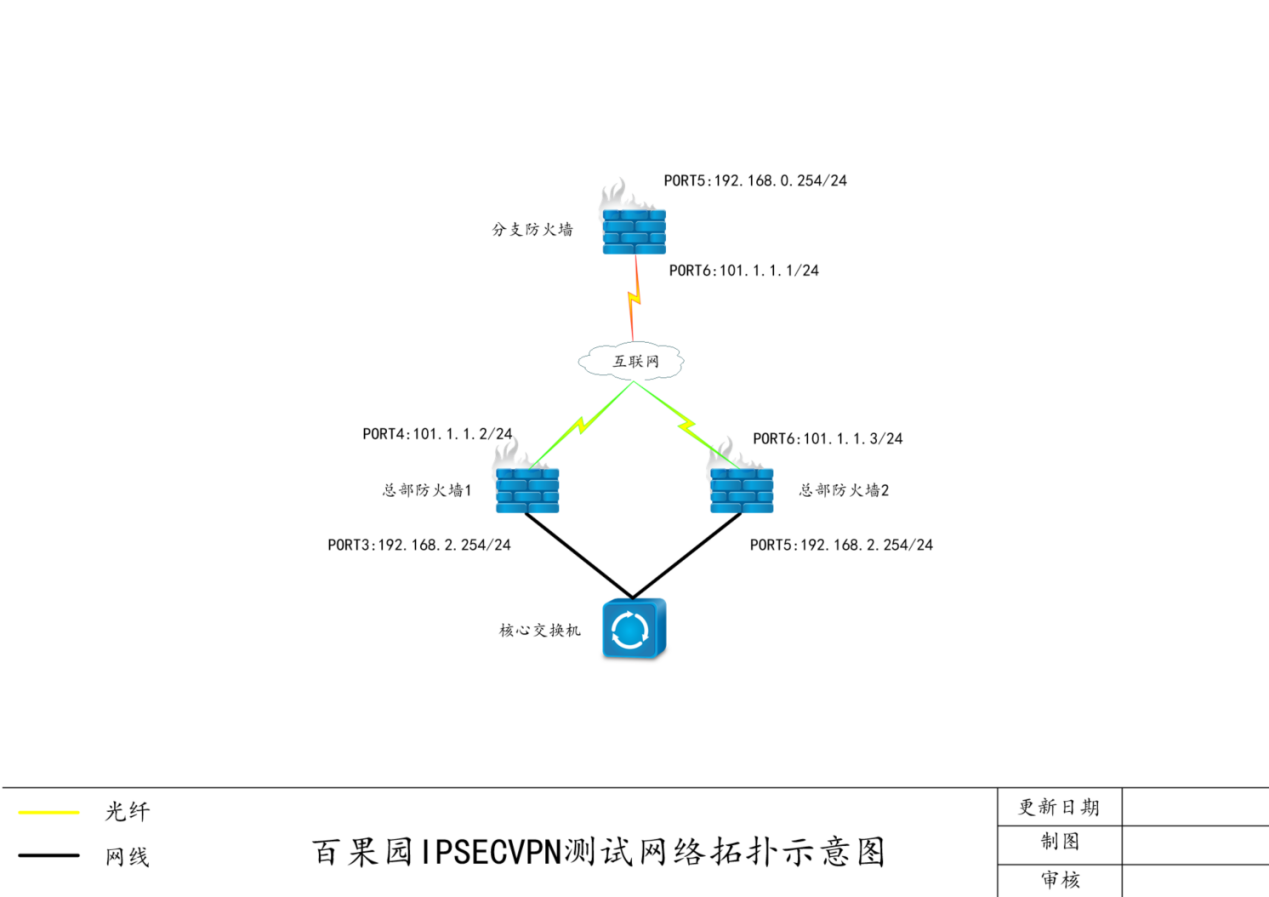 PORT5:192.168.0.254/24
分支防火墙
PORT6:101.1.1.1/24
互联网
PORT4:101.1.1.2/24
PORT6:101.1.1.3/24
总部防火墙1
总部防火墙2
PORT3:192.168.2.254/24
PORT5:192.168.2.254/24
核心交换机
光纤
网线
百果园IPSECVPN测试网络拓扑示意图
更新日期
制图
审核